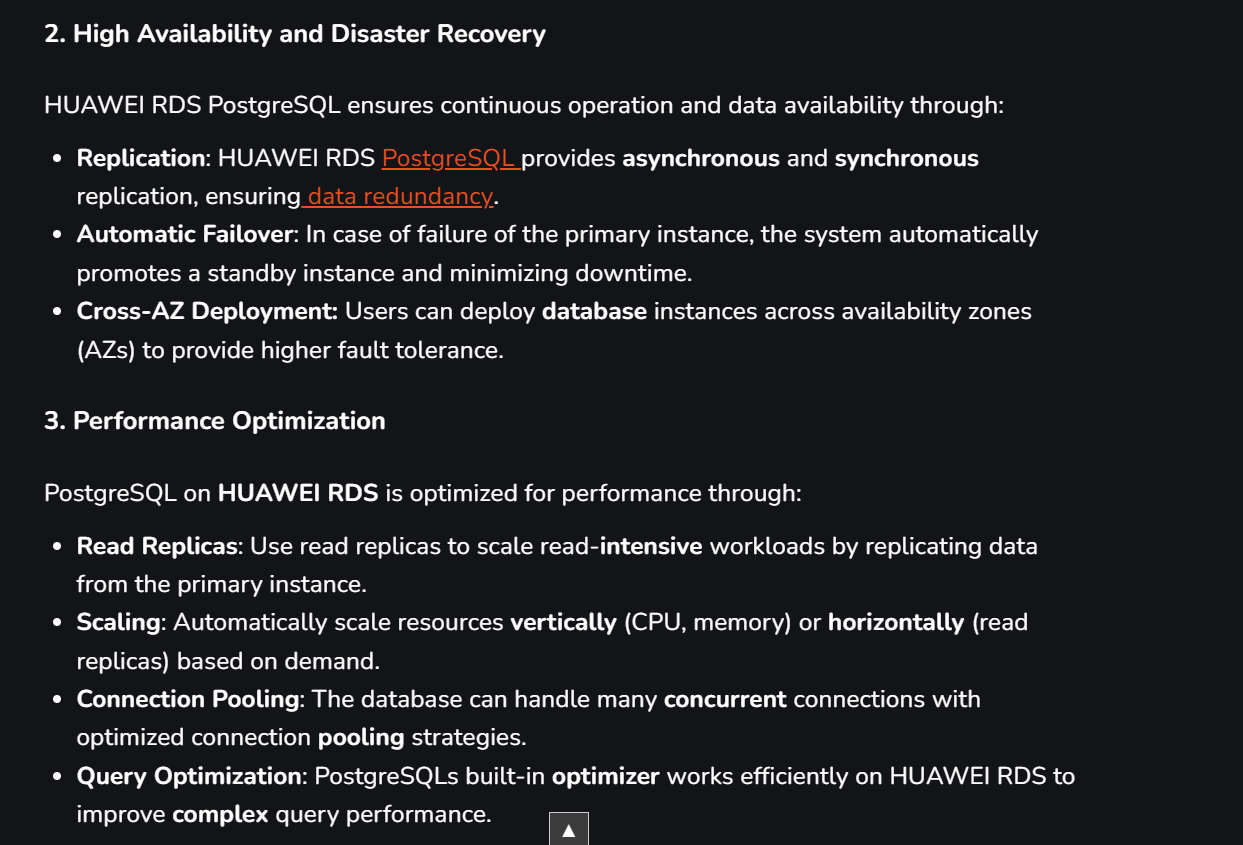 2. High Availability and Disaster Recovery
HUAWEI RDS PostgreSQL ensures continuous operation and data availability through:
• Replication: HUAWEI RDS PostgreSQL provides asynchronous and synchronous
replication, ensuring data redundancy.
• Automatic Failover: In case of failure of the primary instance, the system automatically
promotes a standby instance and minimizing downtime.
• Cross-AZ Deployment: Users can deploy database instances across availability zones
(AZs) to provide higher fault tolerance.
3. Performance Optimization
PostgreSQL on HUAWEI RDS is optimized for performance through:
• Read Replicas: Use read replicas to scale read-intensive workloads by replicating data
from the primary instance.
• Scaling: Automatically scale resources vertically (CPU, memory) or horizontally (read
replicas) based on demand.
• Connection Pooling: The database can handle many concurrent connections with
optimized connection pooling strategies.
• Query Optimization: PostgreSQLs built-in optimizer works efficiently on HUAWEI RDS to
improve complex query performance.